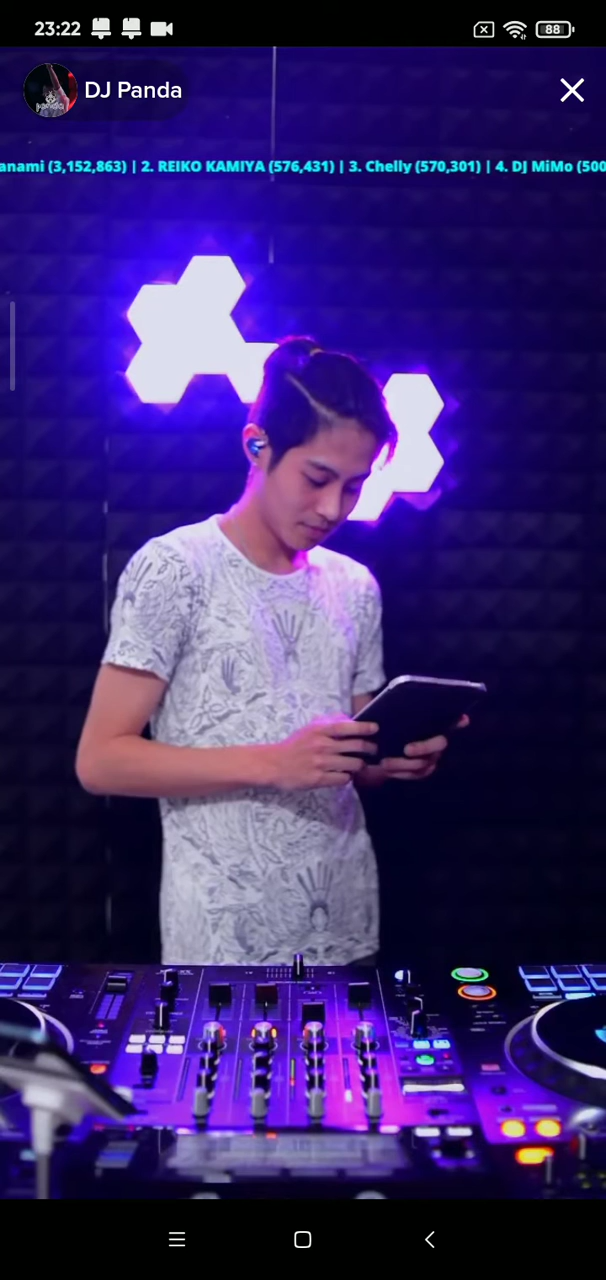 23:22
88
DJ Panda
anami (3,152,863) | 2. REIKO KAMIYA (576,431) | 3. Chelly (570,301) | 4. DJ MiMo (500